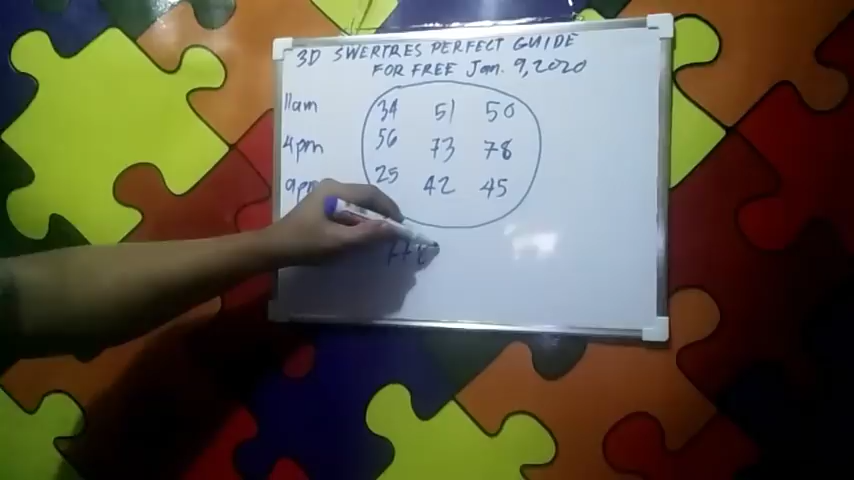 3D SWERTRES PERFECT GUIDE
FOR FREE Jan. 9, 2020
11am 34 51 50
4pm 56 73 78
9pm 25 42 45